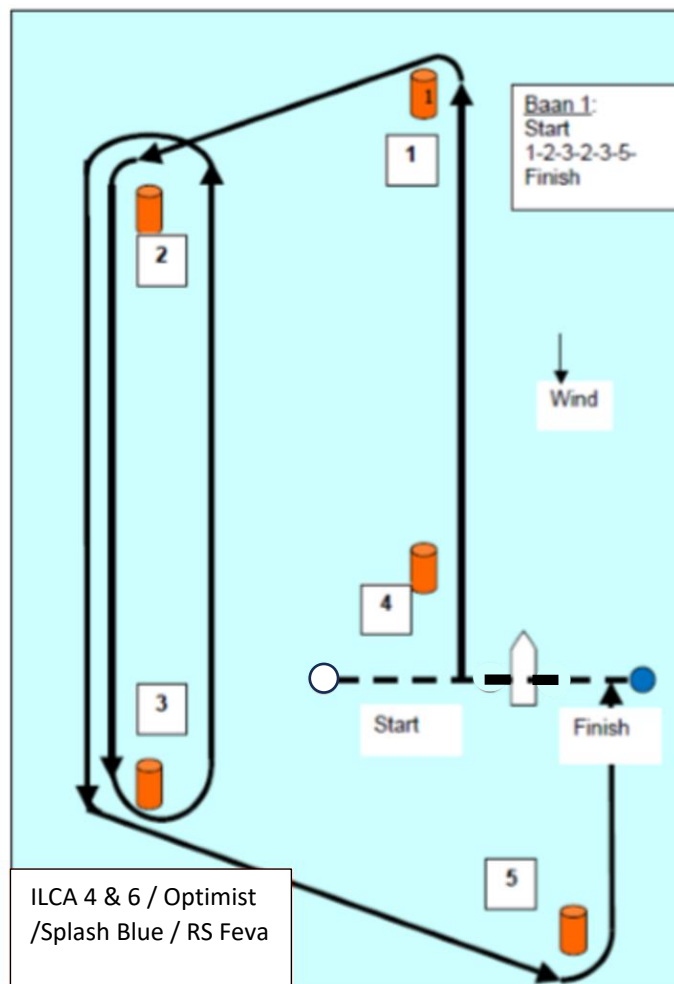 1
Baan 1:
Start
1-2-3-2-3-5-
Finish
1
2
Wind
4
3
Start
Finish
5
ILCA 4 & 6 / Optimist
/Splash Blue / RS Feva